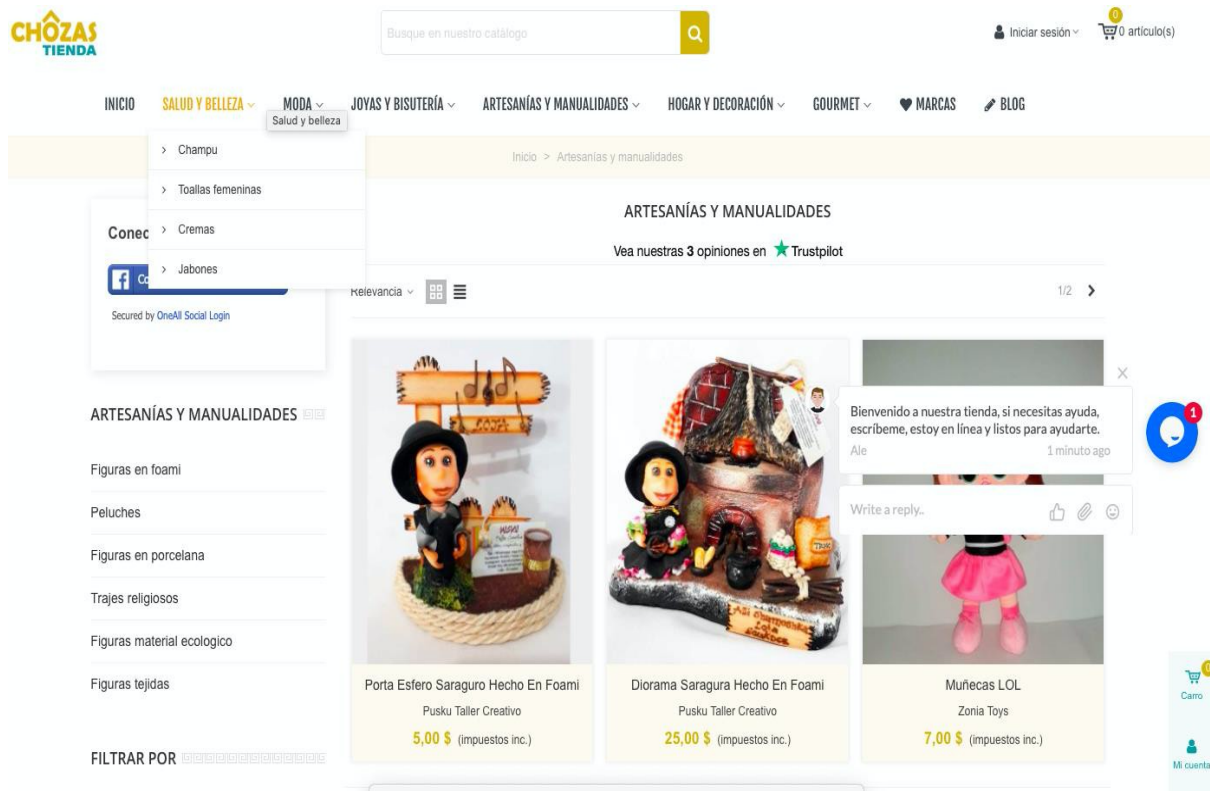 CHOZAS
TIENDA
Busque en nuestro catálogo
Iniciar sesión
0
0 artículo(s)
INICIO
SALUD Y BELLEZA
MODA
JOYAS Y BISUTERÍA
ARTESANÍAS Y MANUALIDADES
HOGAR Y DECORACIÓN
GOURMET
MARCAS
BLOG
Salud y belleza
Champu
Toallas femeninas
Cremas
Jabones
Inicio > Artesanías y manualidades
Conec
Secured by OneAll Social Login
ARTESANÍAS Y MANUALIDADES
Vea nuestras 3 opiniones en Trustpilot
Relevancia
1/2
ARTESANÍAS Y MANUALIDADES
Figuras en foami
Peluches
Figuras en porcelana
Trajes religiosos
Figuras material ecologico
Figuras tejidas
FILTRAR POR
Bienvenido a nuestra tienda, si necesitas ayuda,
escríbeme, estoy en línea y listos para ayudarte.
Ale
1 minuto ago
Write a reply..
1
Porta Esfero Saraguro Hecho En Foami
Pusku Taller Creativo
5,00 $ (impuestos inc.)
Diorama Saragura Hecho En Foami
Pusku Taller Creativo
25,00 $ (impuestos inc.)
Muñecas LOL
Zonia Toys
7,00 $ (impuestos inc.)
0
Carro
Mi cuenta